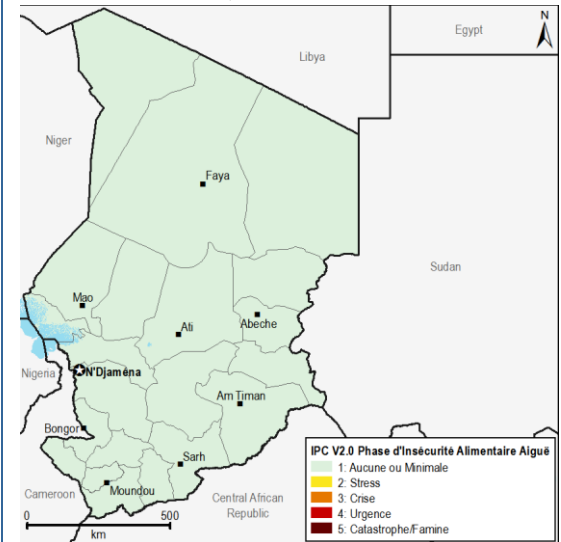 N
Egypt
Libya
Niger
Faya
Sudan
Mao
Ati
Abeche
Nigeria
N'Djaména
Am Timan
Bongor
Sarh
Moundou
Cameroon
Central African
Republic
0 500
km
IPC V2.0 Phase d'Insécurité Alimentaire Aiguë
1: Aucune ou Minimale
2: Stress
3: Crise
4: Urgence
5: Catastrophe/Famine